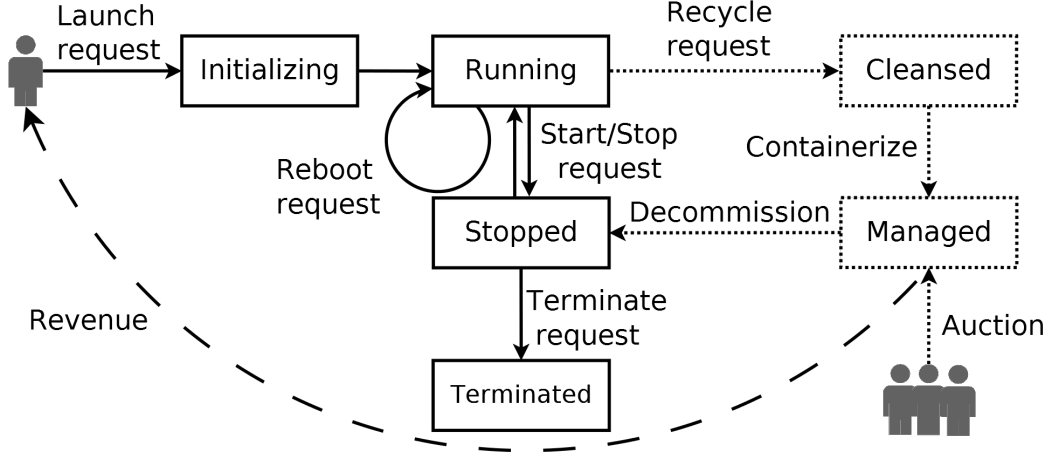 Launch
request
Initializing
Running
Recycle
request
Cleansed
Reboot
request
Start/Stop
request
Containerize
Stopped
Decommission
Managed
Terminate
request
Revenue
Auction
Terminated